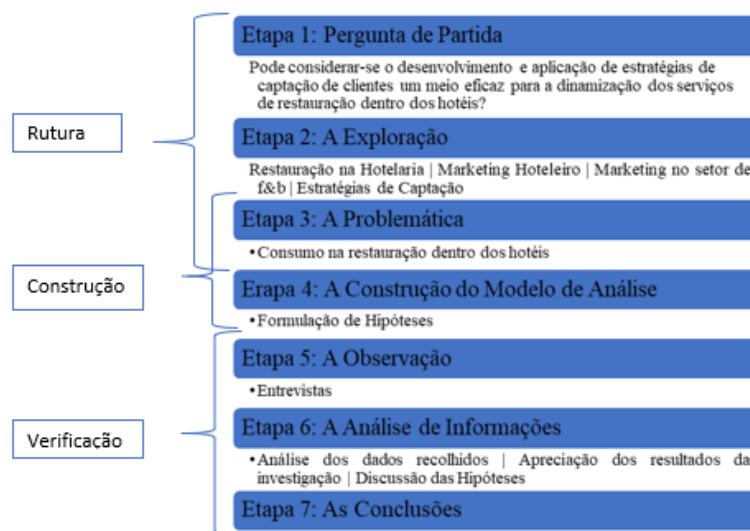 Etapa 1: Pergunta de Partida
Pode considerar-se o desenvolvimento e aplicação de estratégias de
captação de clientes um meio eficaz para a dinamização dos serviços
de restauração dentro dos hotéis?
Rutura
Etapa 2: A Exploração
Restauração na Hotelaria | Marketing Hoteleiro | Marketing no setor de
f&b | Estratégias de Captação
Etapa 3: A Problemática
•Consumo na restauração dentro dos hotéis
Construção
Erapa 4: A Construção do Modelo de Análise
•Formulação de Hipóteses
Etapa 5: A Observação
•Entrevistas
Verificação
Etapa 6: A Análise de Informações
•Análise dos dados recolhidos | Apreciação dos resultados da
investigação | Discussão das Hipóteses
Etapa 7: As Conclusões